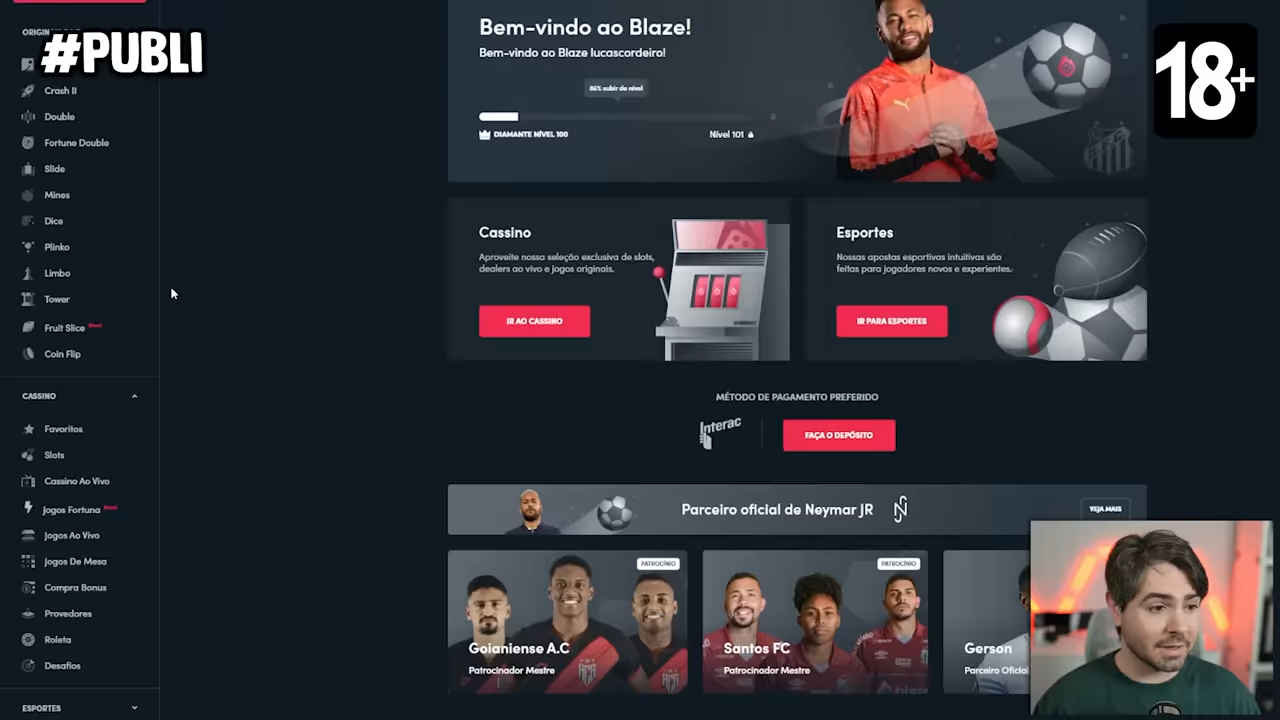 #PUBLI
18+
Crash II
Double
Fortune Double
Slide
Mines
Dice
Plinko
Limbo
Tower
Fruit Slice
Coin Flip
CASSINO
Favoritos
Slots
Cassino Ao Vivo
Jogos Fortuna
Jogos Ao Vivo
Jogos De Mesa
Compra Bonus
Provedores
Roleta
Desafios
ESPORTES
Bem-vindo ao Blaze!
Bem-vindo ao Blaze lucascordeiro!
86% subir de nível
DIAMANTE NÍVEL 100
Nível 101
Cassino
Aproveite nossa seleção exclusiva de slots,
dealers ao vivo e jogos originais.
IR AO CASSINO
Esportes
Nossas apostas esportivas intuitivas são
feitas para jogadores novos e experientes.
IR PARA ESPORTES
MÉTODO DE PAGAMENTO PREFERIDO
Interac
FAÇA O DEPÓSITO
Parceiro oficial de Neymar JR
VEJA MAIS
PATROCÍNIO
Goianiense A.C
Patrocinador Mestre
PATROCÍNIO
Santos FC
Patrocinador Mestre
Gerson
Parceiro Oficial